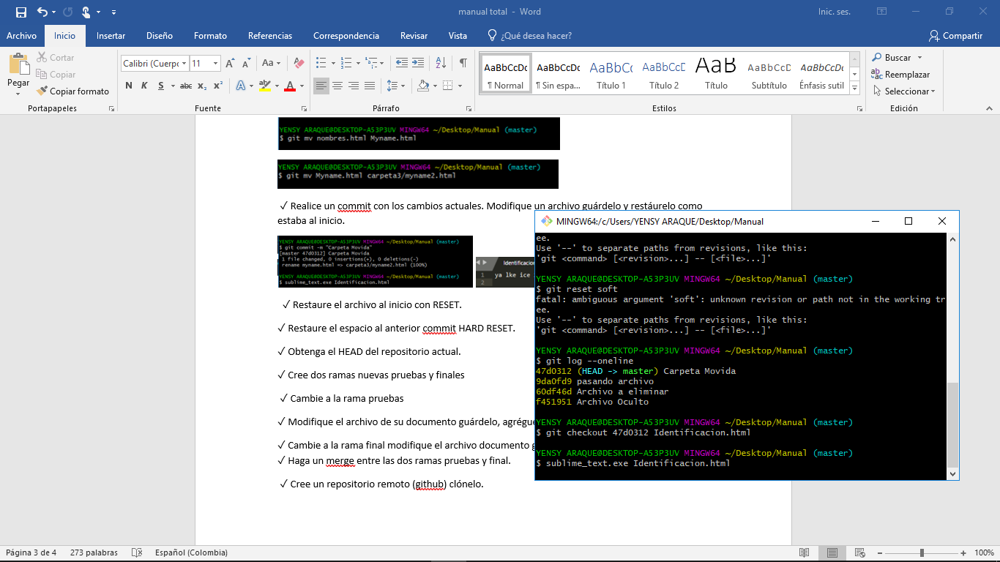 manual total - Word
Inic. ses.
Archivo Inicio Insertar Diseño Formato Referencias Correspondencia Revisar Vista ¿Qué desea hacer? Compartir
Pegar
Cortar
Copiar
Copiar formato
Portapapeles
Calibri (Cuerpo 11
Aa
N K S abc x₂ x²
Fuente
Párrafo
AaBbCcDc AaBbCcDc AaBbCc AaBbCcD AaB AaBbCcD AaBbCcDc
¶ Normal ¶ Sin espa... Título 1 Título 2 Título Subtítulo Énfasis sutil
Estilos
Buscar
Reemplazar
Seleccionar
Edición
YENSY ARAQUE@DESKTOP-A53P3UV MINGW64 ~/Desktop/Manual (master)
$ git mv nombres.html Myname.html
YENSY ARAQUE@DESKTOP-A53P3UV MINGW64 ~/Desktop/Manual (master)
$ git mv Myname.html carpeta3/myname2.html
✓ Realice un commit con los cambios actuales. Modifique un archivo guárdelo y restáurelo como
estaba al inicio.
YENSY ARAQUE@DESKTOP-A53P3UV MINGW64 ~/Desktop/Manual (master)
$ git commit -m "Carpeta Movida"
[master 47d0312] Carpeta Movida
1 file changed, 0 insertions(+), 0 deletions(-)
rename myname.html => carpeta3/myname2.html (100%)
YENSY ARAQUE@DESKTOP-A53P3UV MINGW64 ~/Desktop/Manual (master)
$ sublime_text.exe Identificacion.html
Identificacion
1 ya lke ice
2
✓ Restaure el archivo al inicio con RESET.
✓ Restaure el espacio al anterior commit HARD RESET.
✓ Obtenga el HEAD del repositorio actual.
✓ Cree dos ramas nuevas pruebas y finales
✓ Cambie a la rama pruebas
✓ Modifique el archivo de su documento guárdelo, agrégue
✓ Cambie a la rama final modifique el archivo documento g
✓ Haga un merge entre las dos ramas pruebas y final.
✓ Cree un repositorio remoto (github) clónelo.
MINGW64:/c/Users/YENSY ARAQUE/Desktop/Manual
ee.
Use '--' to separate paths from revisions, like this:
'git <command> [<revision>...] -- [<file>...]'
YENSY ARAQUE@DESKTOP-A53P3UV MINGW64 ~/Desktop/Manual (master)
$ git reset soft
fatal: ambiguous argument 'soft': unknown revision or path not in the working tr
ee.
Use '--' to separate paths from revisions, like this:
'git <command> [<revision>...] -- [<file>...]'
YENSY ARAQUE@DESKTOP-A53P3UV MINGW64 ~/Desktop/Manual (master)
$ git log --oneline
47d0312 (HEAD -> master) Carpeta Movida
9da0fd9 pasando archivo
60df46d Archivo a eliminar
f451951 Archivo Oculto
YENSY ARAQUE@DESKTOP-A53P3UV MINGW64 ~/Desktop/Manual (master)
$ git checkout 47d0312 Identificacion.html
YENSY ARAQUE@DESKTOP-A53P3UV MINGW64 ~/Desktop/Manual (master)
$ sublime_text.exe Identificacion.html
Página 3 de 4 273 palabras Español (Colombia) 100%